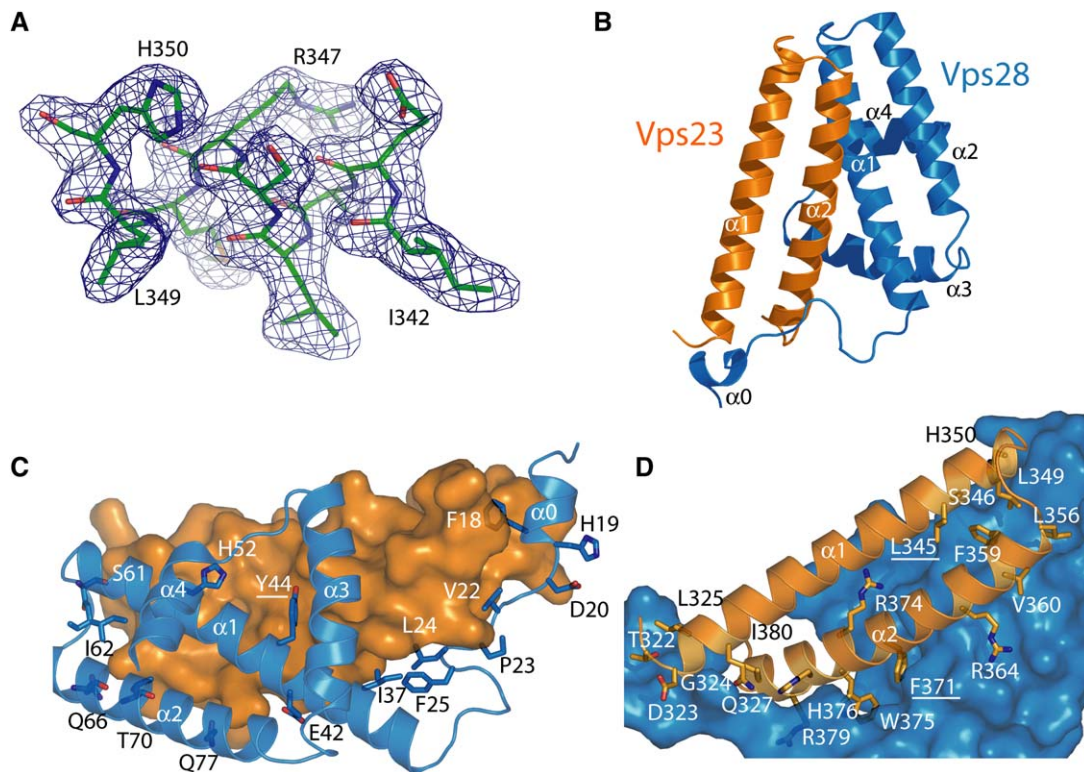 A
H350
R347
L349
I342
B
Vps28
Vps23
α4
α1
α2
α2
α1
α3
α0
C
F18
α0
H19
H52
S61
α4
Y44
α3
V22
D20
α1
L24
I62
P23
I37
F25
Q66
α2
E42
T70
Q77
D
H350
L349
S346
L356
α1
L345
F359
L325
R374
V360
T322
I380
α2
R364
G324
D323
Q327
H376
F371
W375
R379